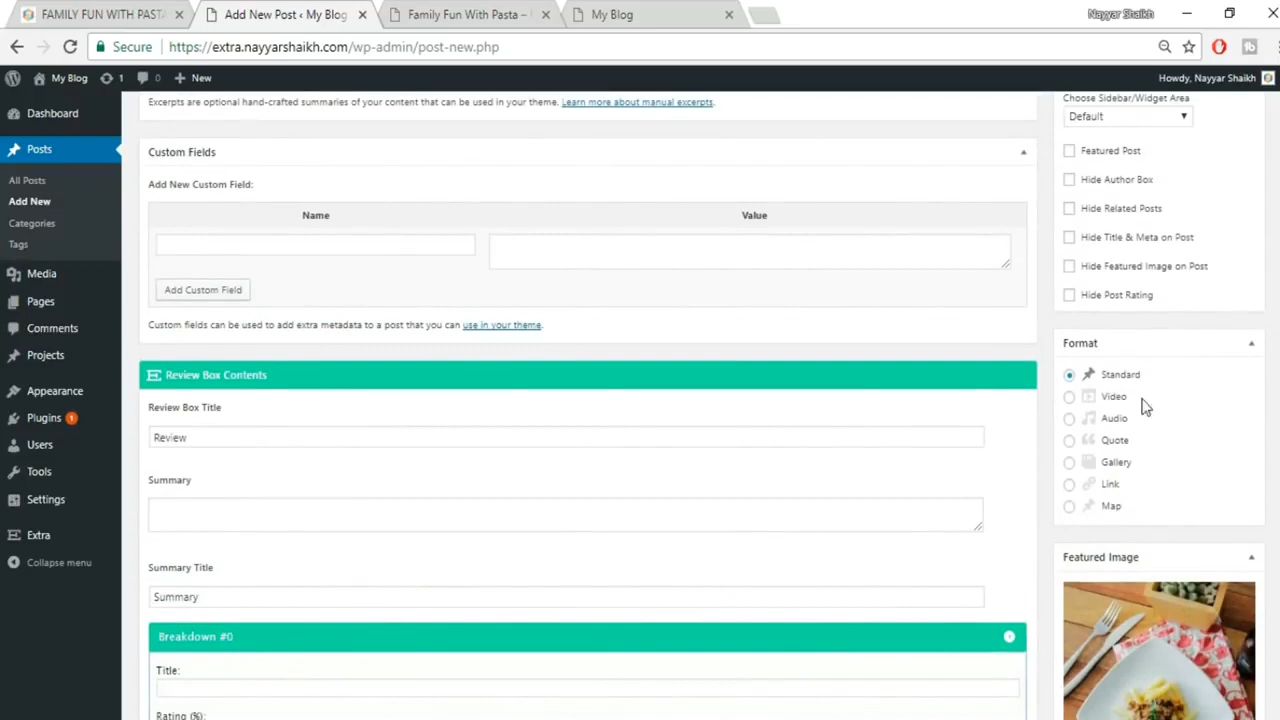 FAMILY FUN WITH PAST
Add New Post ‹ My Blog
Family Fun With Pasta –
My Blog
Nayyar Shaikh
Secure
https://extra.nayyarshaikh.com/wp-admin/post-new.php
My Blog
1
0
New
Howdy, Nayyar Shaikh
Dashboard
Posts
All Posts
Add New
Categories
Tags
Media
Pages
Comments
Projects
Appearance
Plugins 1
Users
Tools
Settings
Extra
Collapse menu
Excerpts are optional hand-crafted summaries of your content that can be used in your theme. Learn more about manual excerpts.
Custom Fields
Add New Custom Field:
Name
Value
Add Custom Field
Custom fields can be used to add extra metadata to a post that you can use in your theme.
Review Box Contents
Review Box Title
Review
Summary
Summary Title
Summary
Breakdown #0
Title:
Rating (%):
Choose Sidebar/Widget Area
Default
Featured Post
Hide Author Box
Hide Related Posts
Hide Title & Meta on Post
Hide Featured Image on Post
Hide Post Rating
Format
Standard
Video
Audio
Quote
Gallery
Link
Map
Featured Image